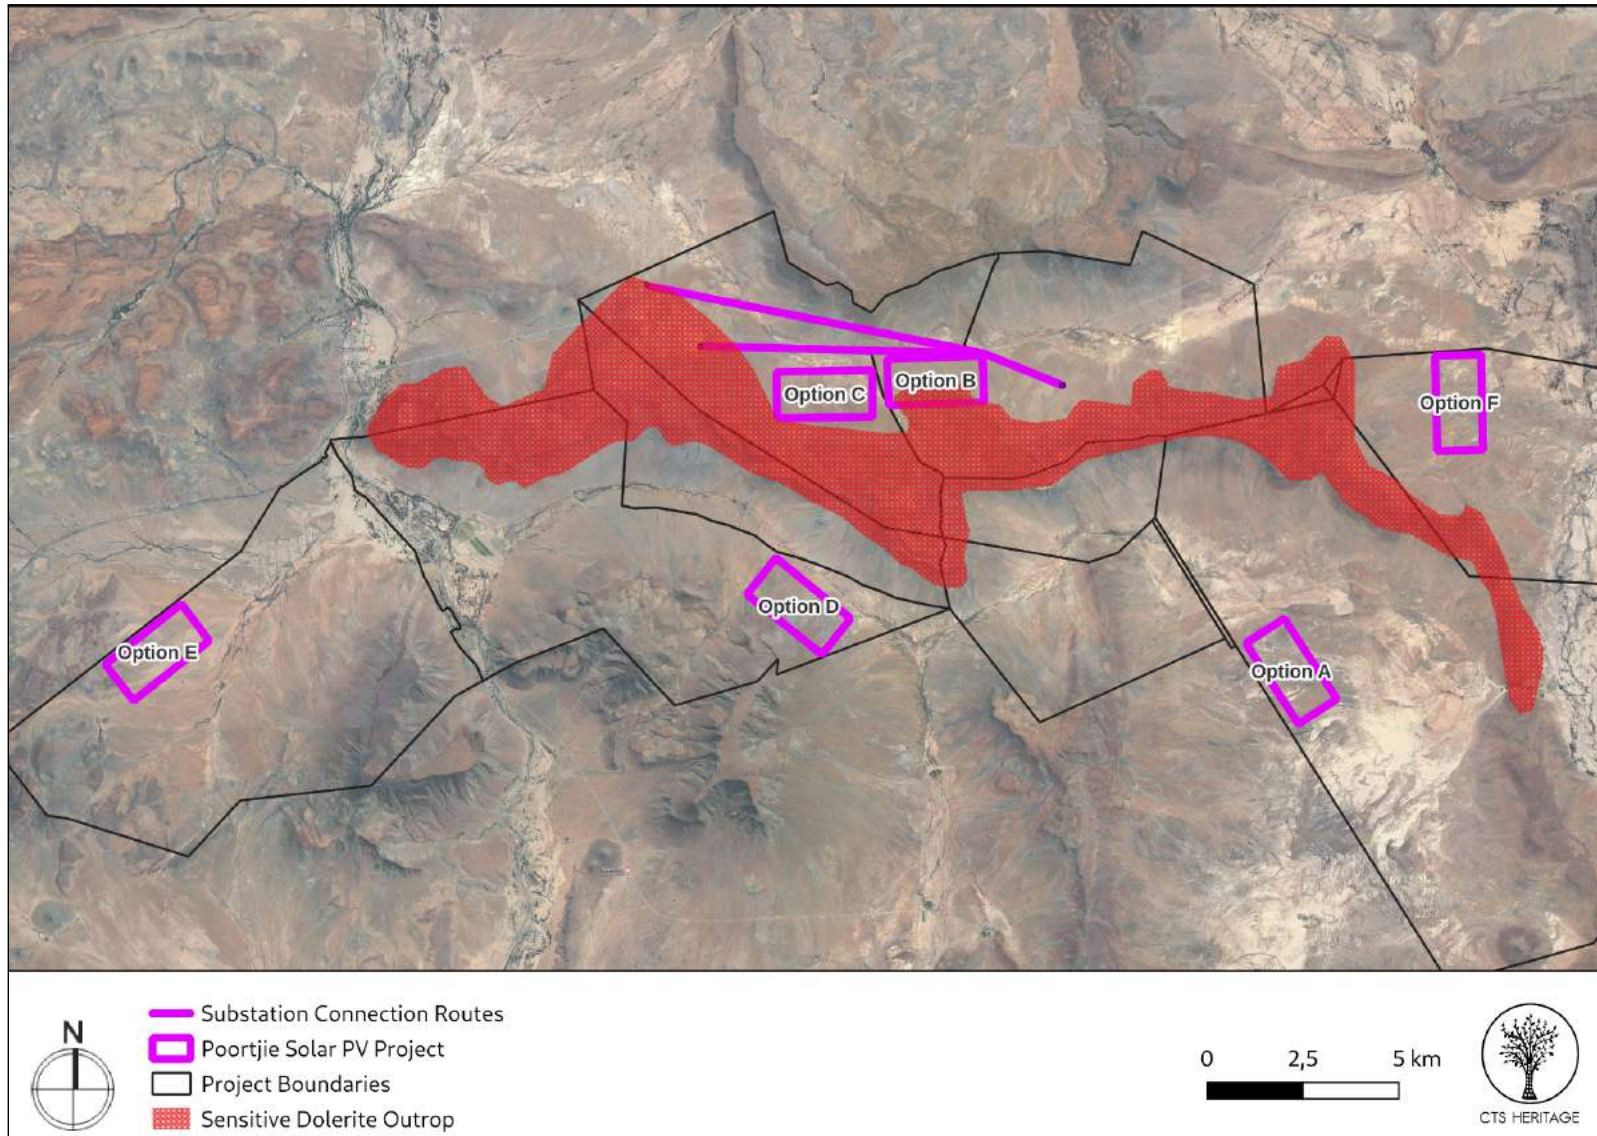 Option C
Option B
Option F
Option D
Option E
Option A
N
Substation Connection Routes
Poortjie Solar PV Project
Project Boundaries
Sensitive Dolerite Outrop
0 2,5 5 km
CTS HERITAGE